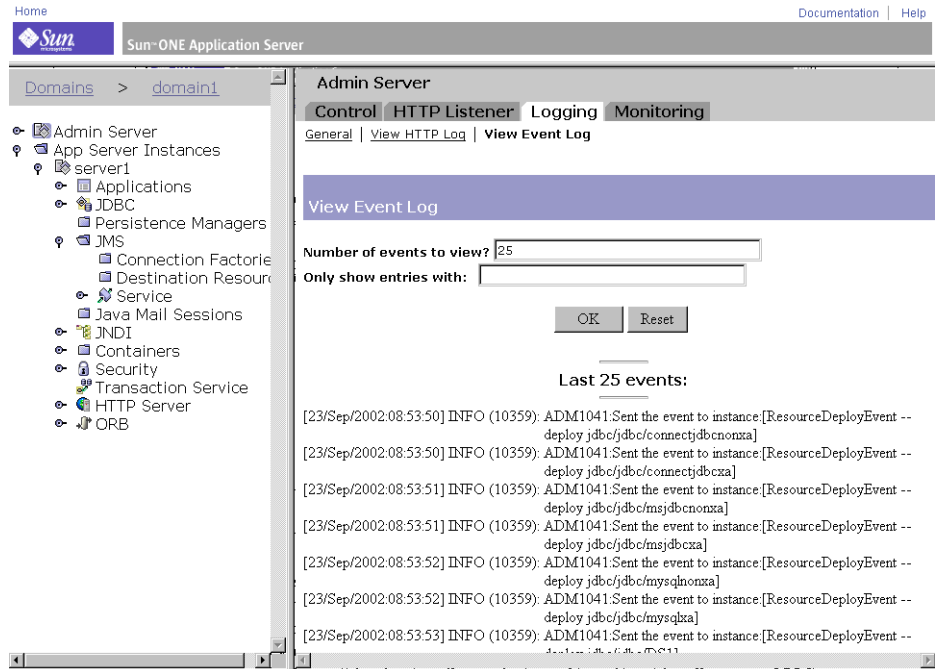 Home
Documentation | Help
Sun
microsystems
Sun™ ONE Application Server
Domains > domain1
Admin Server
App Server Instances
server1
Applications
JDBC
Persistence Managers
JMS
Connection Factorie
Destination Resour
Service
Java Mail Sessions
JNDI
Containers
Security
Transaction Service
HTTP Server
ORB
Admin Server
Control HTTP Listener Logging Monitoring
General | View HTTP Log | View Event Log
View Event Log
Number of events to view? 25
Only show entries with:
OK Reset
Last 25 events:
[23/Sep/2002:08:53:50] INFO (10359): ADM1041:Sent the event to instance:[ResourceDeployEvent --
deploy jdbc/jdbc/connectjdbcnonxa]
[23/Sep/2002:08:53:50] INFO (10359): ADM1041:Sent the event to instance:[ResourceDeployEvent --
deploy jdbc/jdbc/connectjdbcxa]
[23/Sep/2002:08:53:51] INFO (10359): ADM1041:Sent the event to instance:[ResourceDeployEvent --
deploy jdbc/jdbc/msjdbcnonxa]
[23/Sep/2002:08:53:51] INFO (10359): ADM1041:Sent the event to instance:[ResourceDeployEvent --
deploy jdbc/jdbc/msjdbcxa]
[23/Sep/2002:08:53:52] INFO (10359): ADM1041:Sent the event to instance:[ResourceDeployEvent --
deploy jdbc/jdbc/mysqlnonxa]
[23/Sep/2002:08:53:52] INFO (10359): ADM1041:Sent the event to instance:[ResourceDeployEvent --
deploy jdbc/jdbc/mysqlxa]
[23/Sep/2002:08:53:53] INFO (10359): ADM1041:Sent the event to instance:[ResourceDeployEvent --
deploy jdbc/jdbc/DS1]